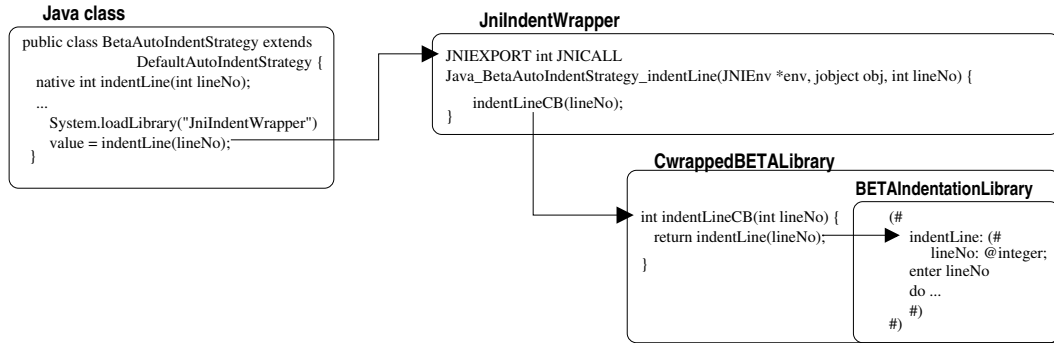 Java class
public class BetaAutoIndentStrategy extends
DefaultAutoIndentStrategy {
native int indentLine(int lineNo);
...
System.loadLibrary("JniIndentWrapper")
value = indentLine(lineNo);
}
JniIndentWrapper
JNIEXPORT int JNICALL
Java_BetaAutoIndentStrategy_indentLine(JNIEnv *env, jobject obj, int lineNo) {
indentLineCB(lineNo);
}
CwrappedBETALibrary
int indentLineCB(int lineNo) {
return indentLine(lineNo);
}
BETAIndentationLibrary
(#
indentLine: (#
lineNo: @integer;
enter lineNo
do ...
#)
#)